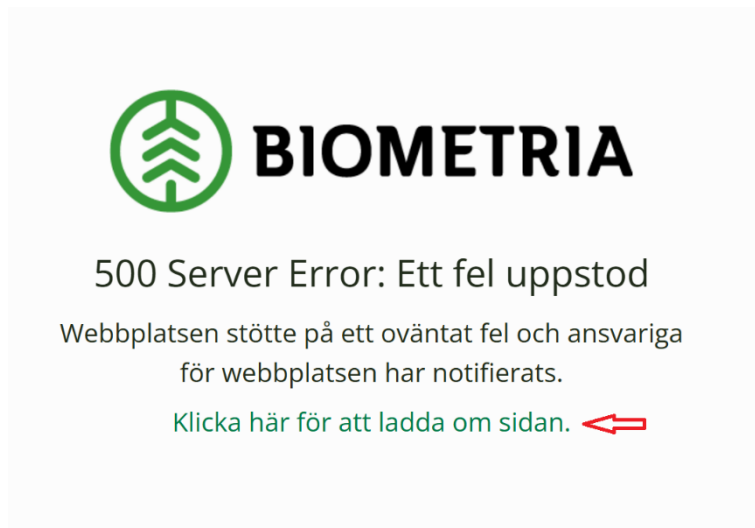 BIOMETRIA
500 Server Error: Ett fel uppstod
Webbplatsen stötte på ett oväntat fel och ansvariga
för webbplatsen har notifierats.
Klicka här för att ladda om sidan.